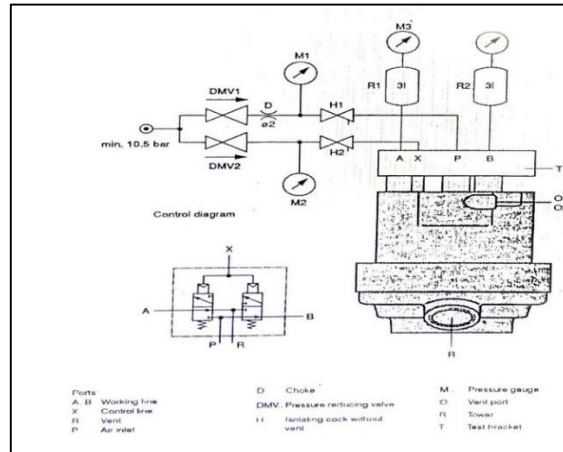 M3
M1
DMV1
D
ø2
H1
R1
3l
R2
3l
min. 10.5 bar
DMV2
H2
A X P B
T
M2
O
Control diagram
X
A
B
P R
R
Ports
A, B Working line
X Control line
R Vent
P Air inlet
D Choke
DMV.. Pressure reducing valve
H Isolating cock without
vent
M.. Pressure gauge
O Vent port
R Tower
T Test bracket